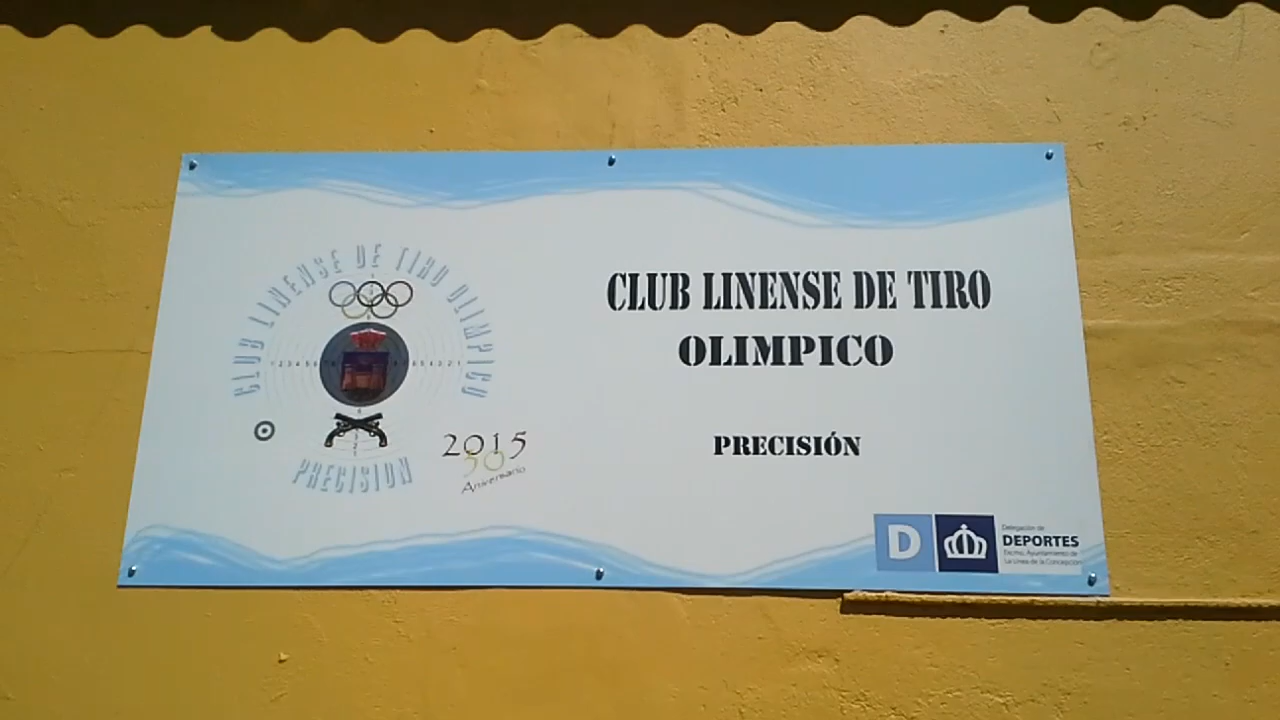 CLUB LINENSE DE TIRO OLIMPICO
PRECISION
2015
30
Aniversario
CLUB LINENSE DE TIRO
OLIMPICO
PRECISIÓN
D
Delegación de
DEPORTES
Excmo. Ayuntamiento de
La Línea de la Concepción